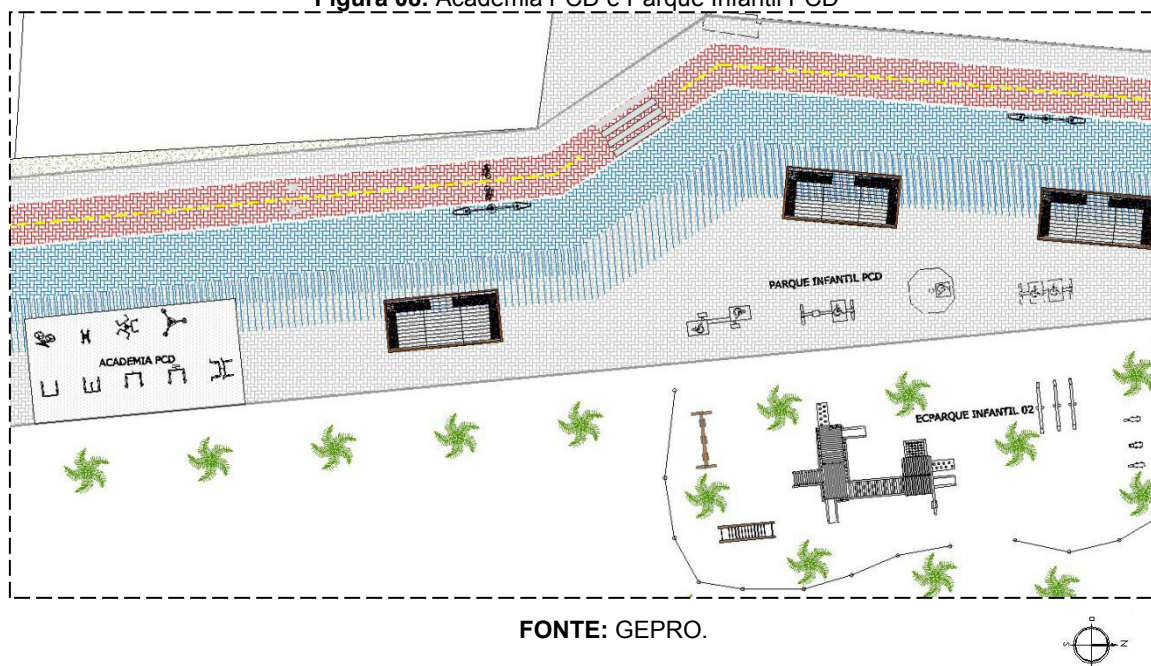 Figura 08. Academia PCD e Parque Infantil PCD
PARQUE INFANTIL PCD
ACADEMIA PCD
ECPARQUE INFANTIL 02
FONTE: GEPRO.
N
S